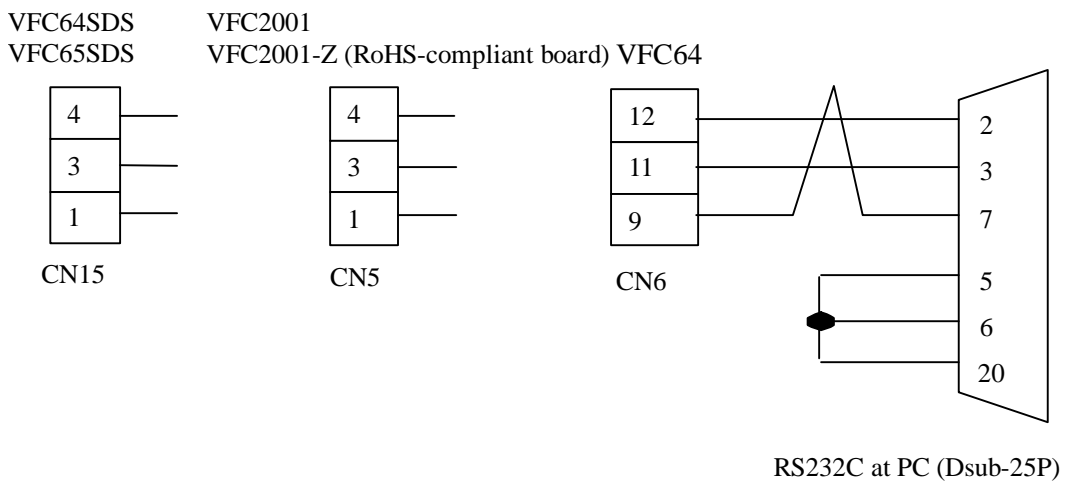 VFC64SDS VFC2001
VFC65SDS VFC2001-Z (RoHS-compliant board) VFC64
4 4 12 2
3 3 11 3
1 1 9 7
CN15 CN5 CN6 5
6
20
RS232C at PC (Dsub-25P)